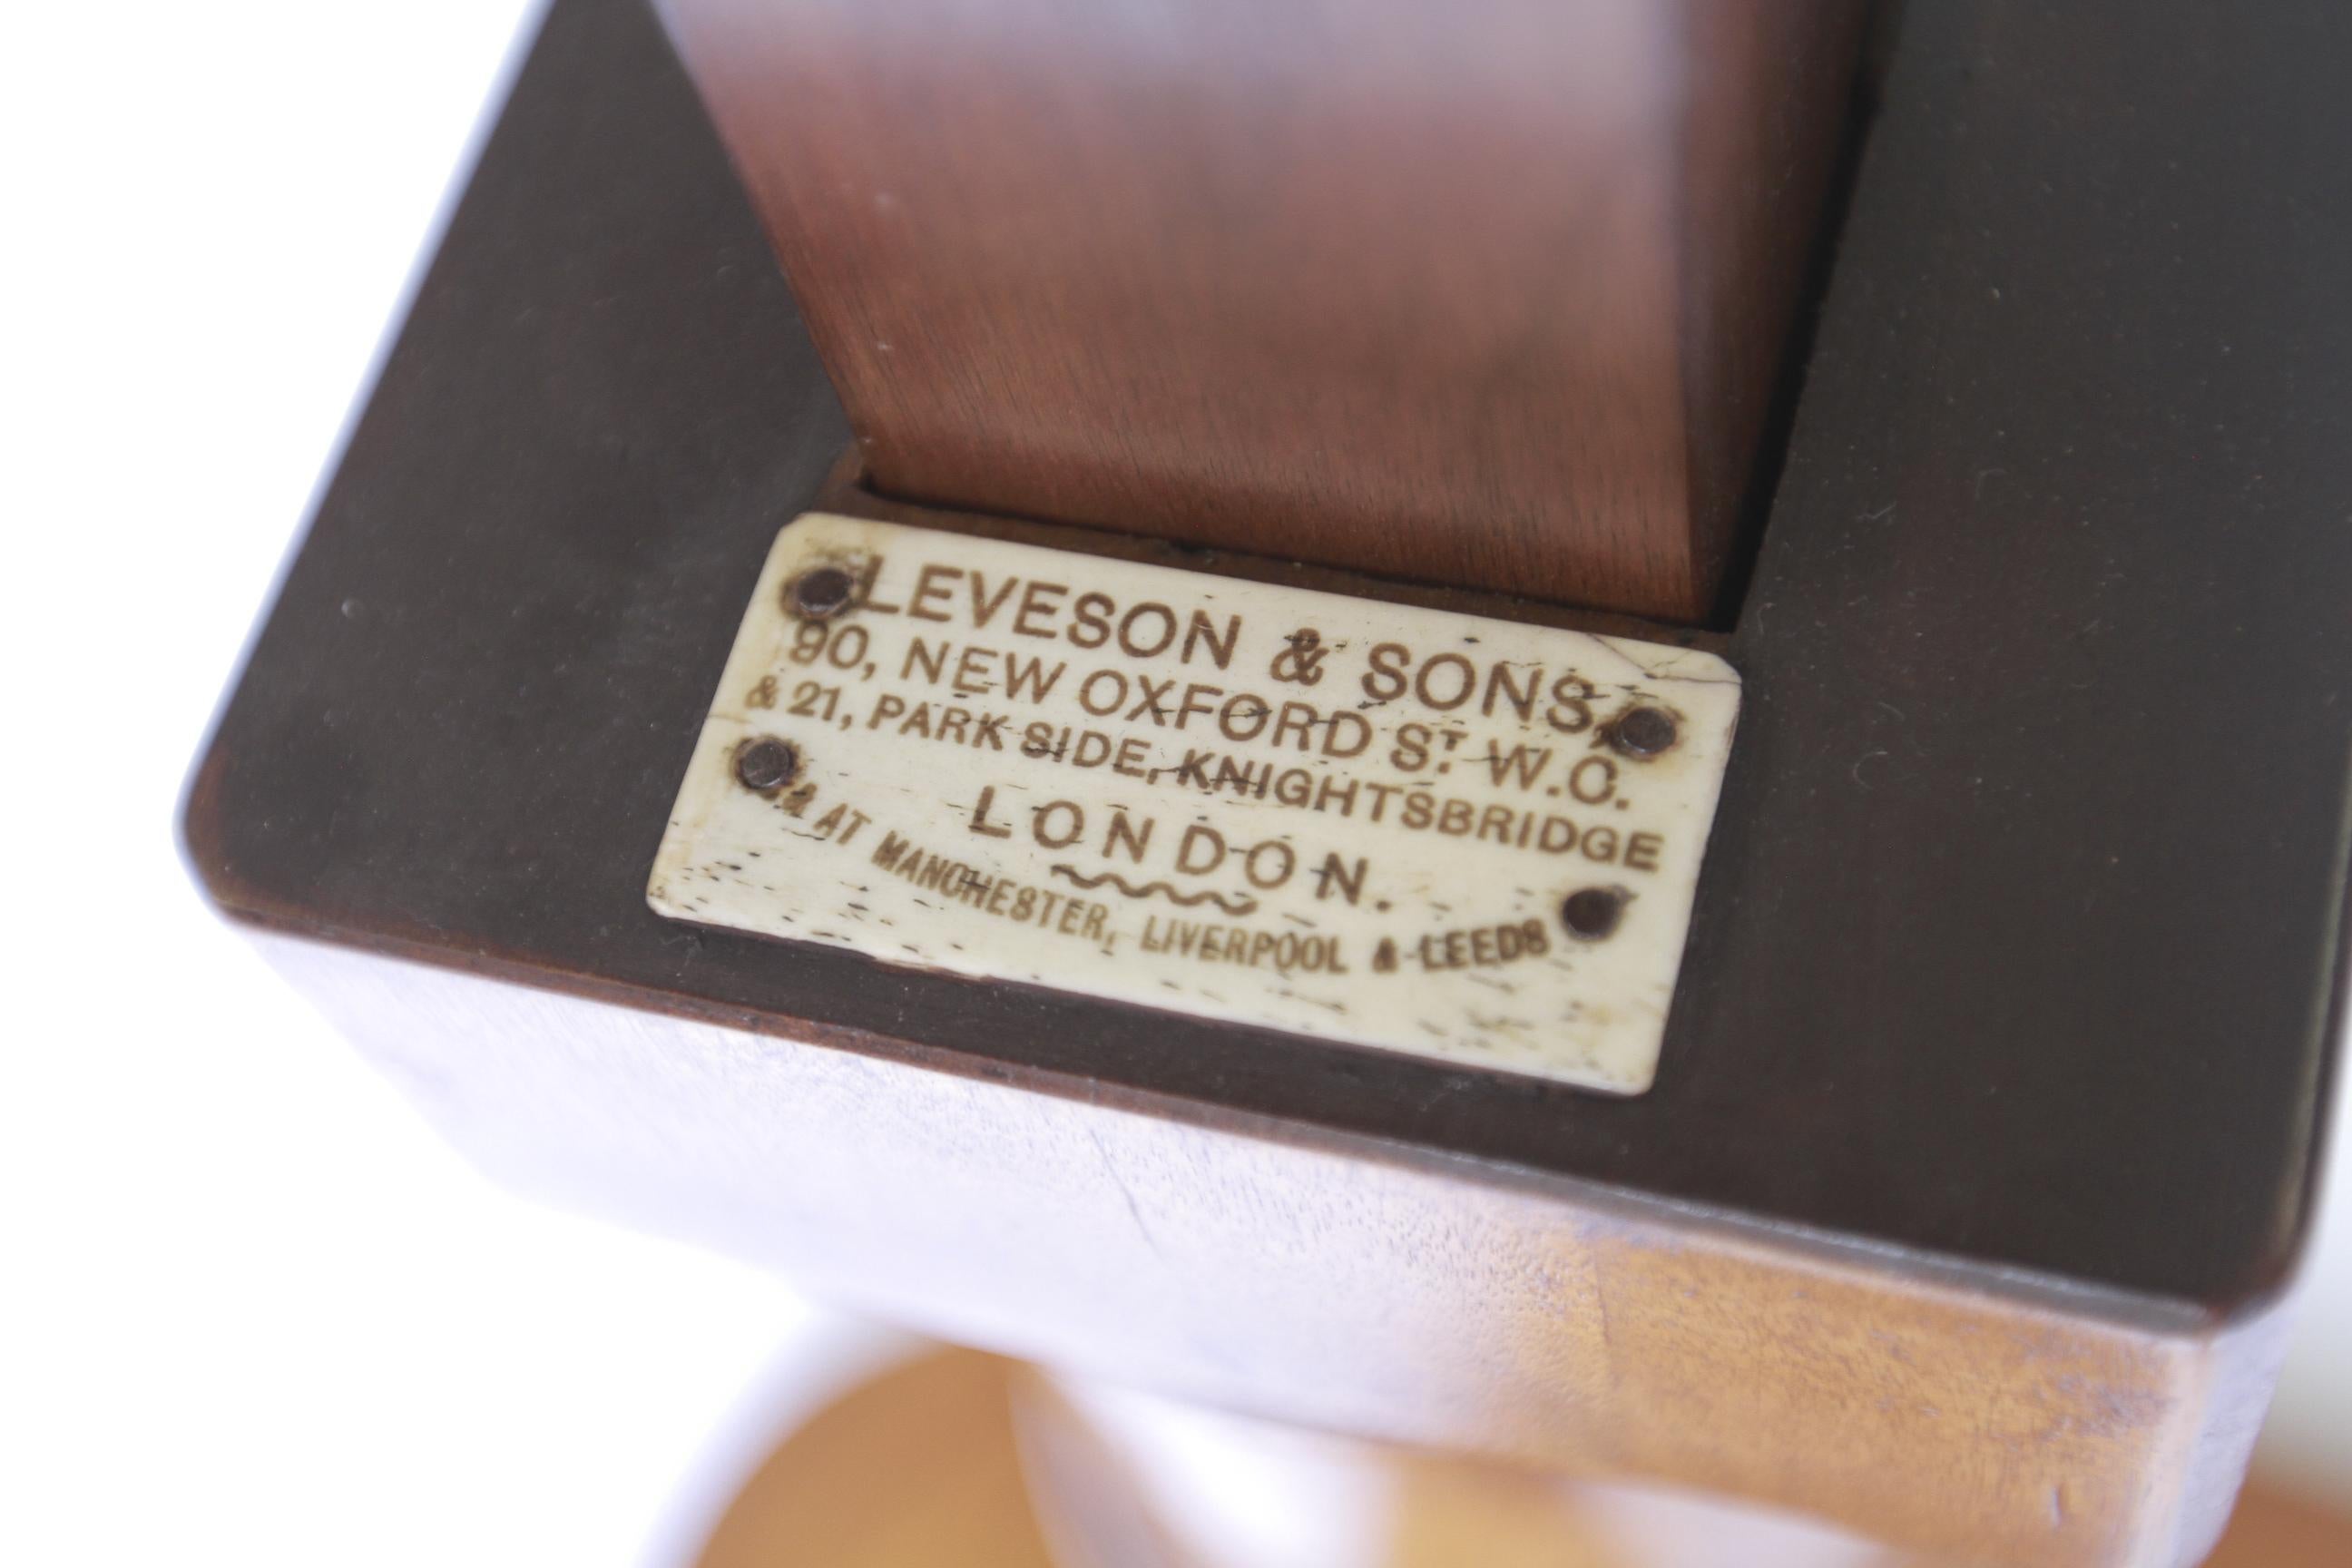 LEVESON & SONS,
90, NEW OXFORD ST. W.C.
& 21, PARK SIDE, KNIGHTSBRIDGE
LONDON.
& AT MANCHESTER, LIVERPOOL & LEEDS